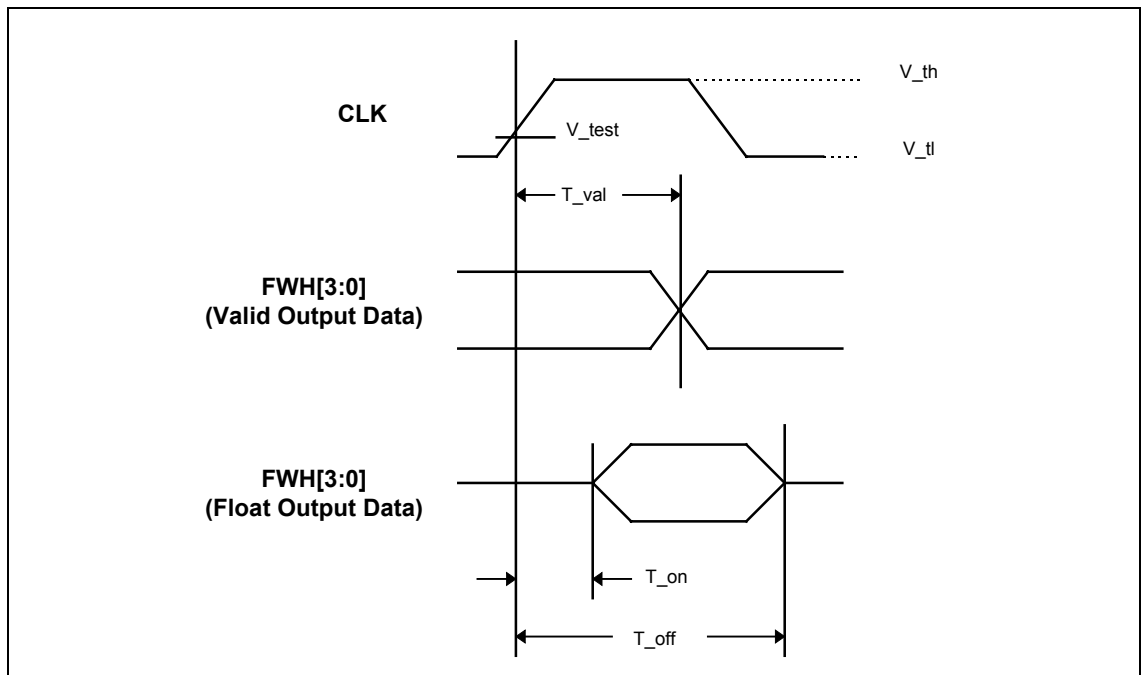 V_th
CLK
V_test
V_tl
T_val
FWH[3:0]
(Valid Output Data)
FWH[3:0]
(Float Output Data)
T_on
T_off